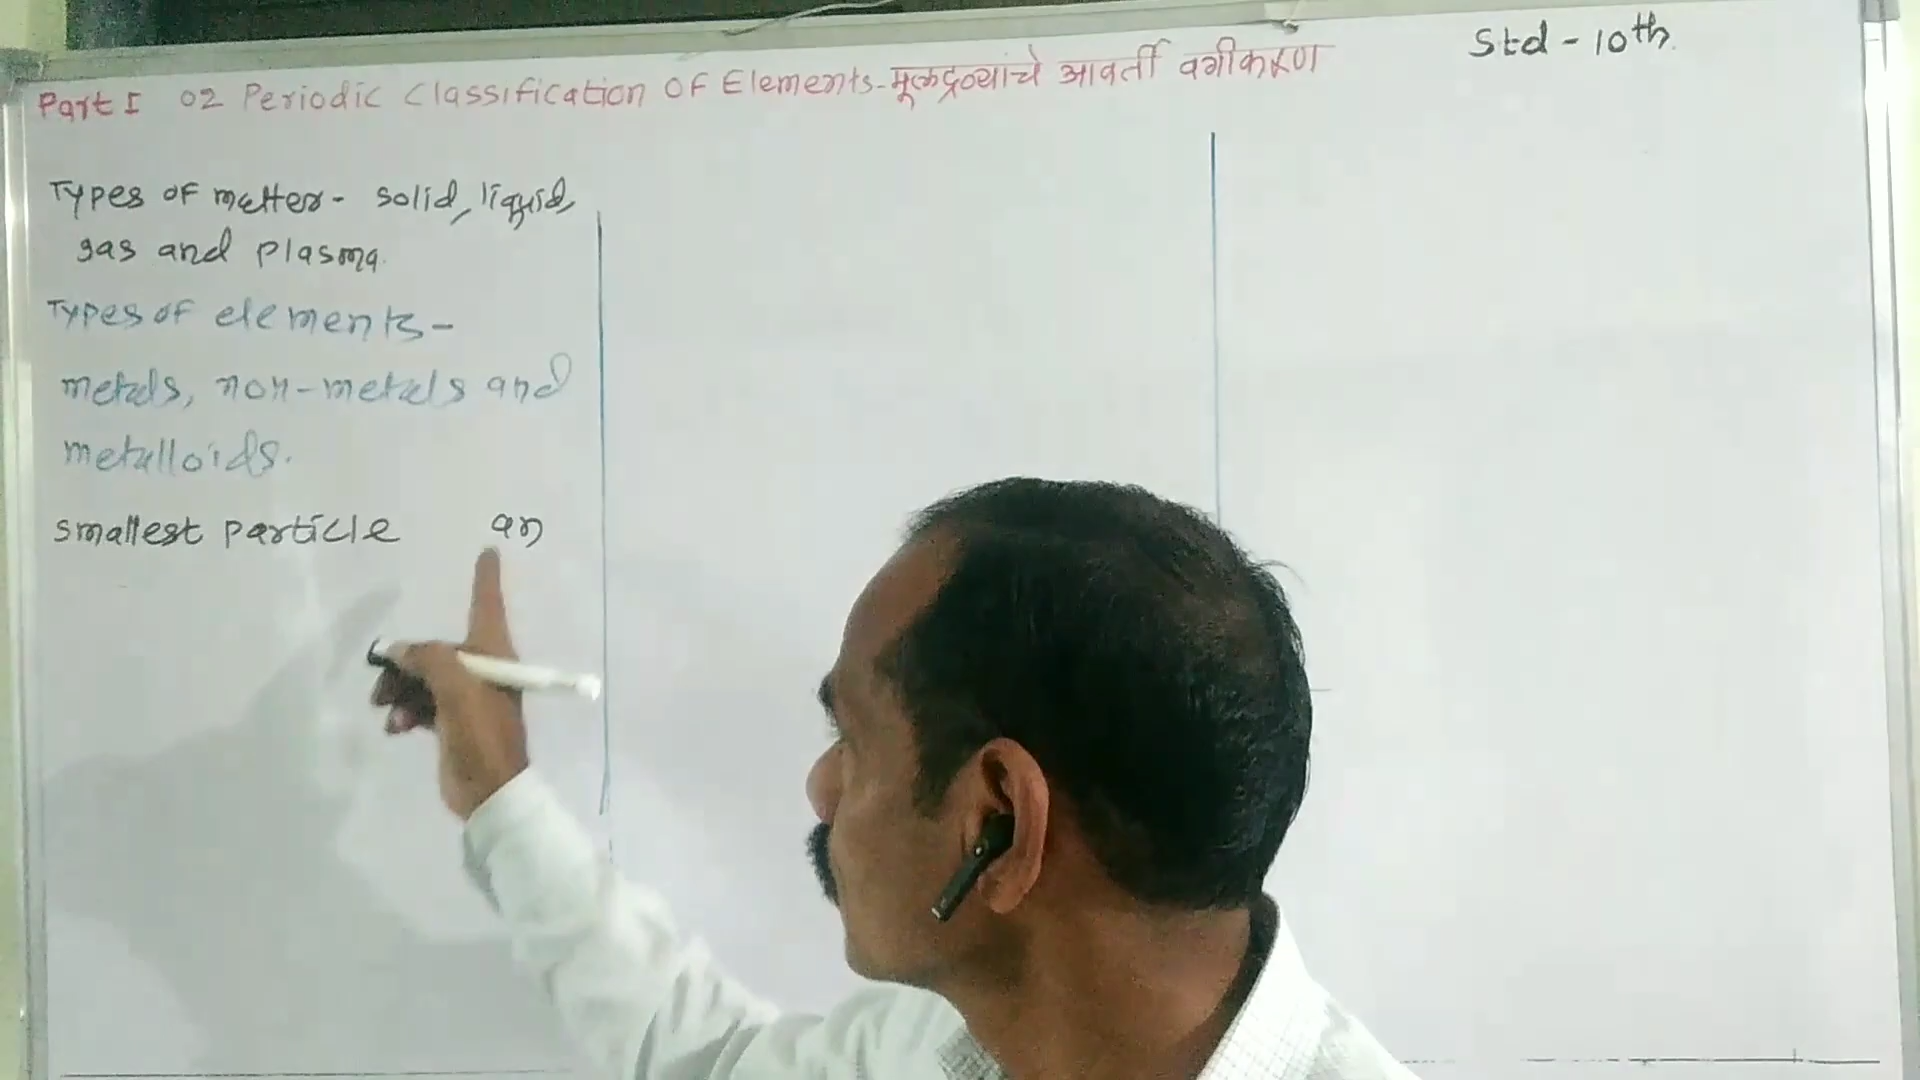 Part I 02 Periodic Classification Of Elements-मूलद्रव्यांचे आवर्ती वर्गीकरण
Std - 10th.
Types of matter - solid, liquid,
gas and plasma.
Types of elements-
metals, non-metals and
metalloids.
smallest particle an